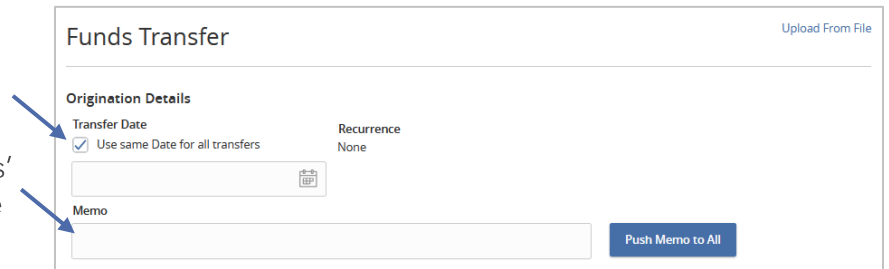 Funds Transfer
Upload From File
Origination Details
Transfer Date
Recurrence
Use same Date for all transfers
None
Memo
Push Memo to All